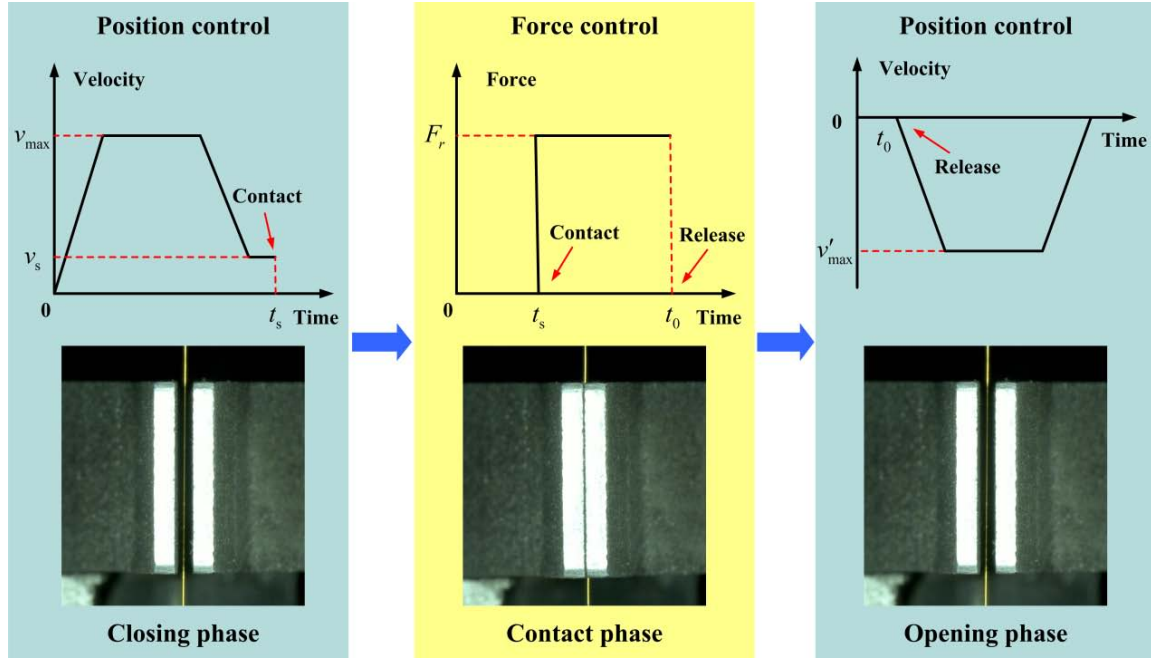 Position control
Velocity
v_max
Contact
v_s
0
t_s Time
Closing phase
Force control
Force
F_r
Contact Release
0
t_s t_0 Time
Contact phase
Position control
Velocity
0
Time
t_0
Release
v′_max
Opening phase